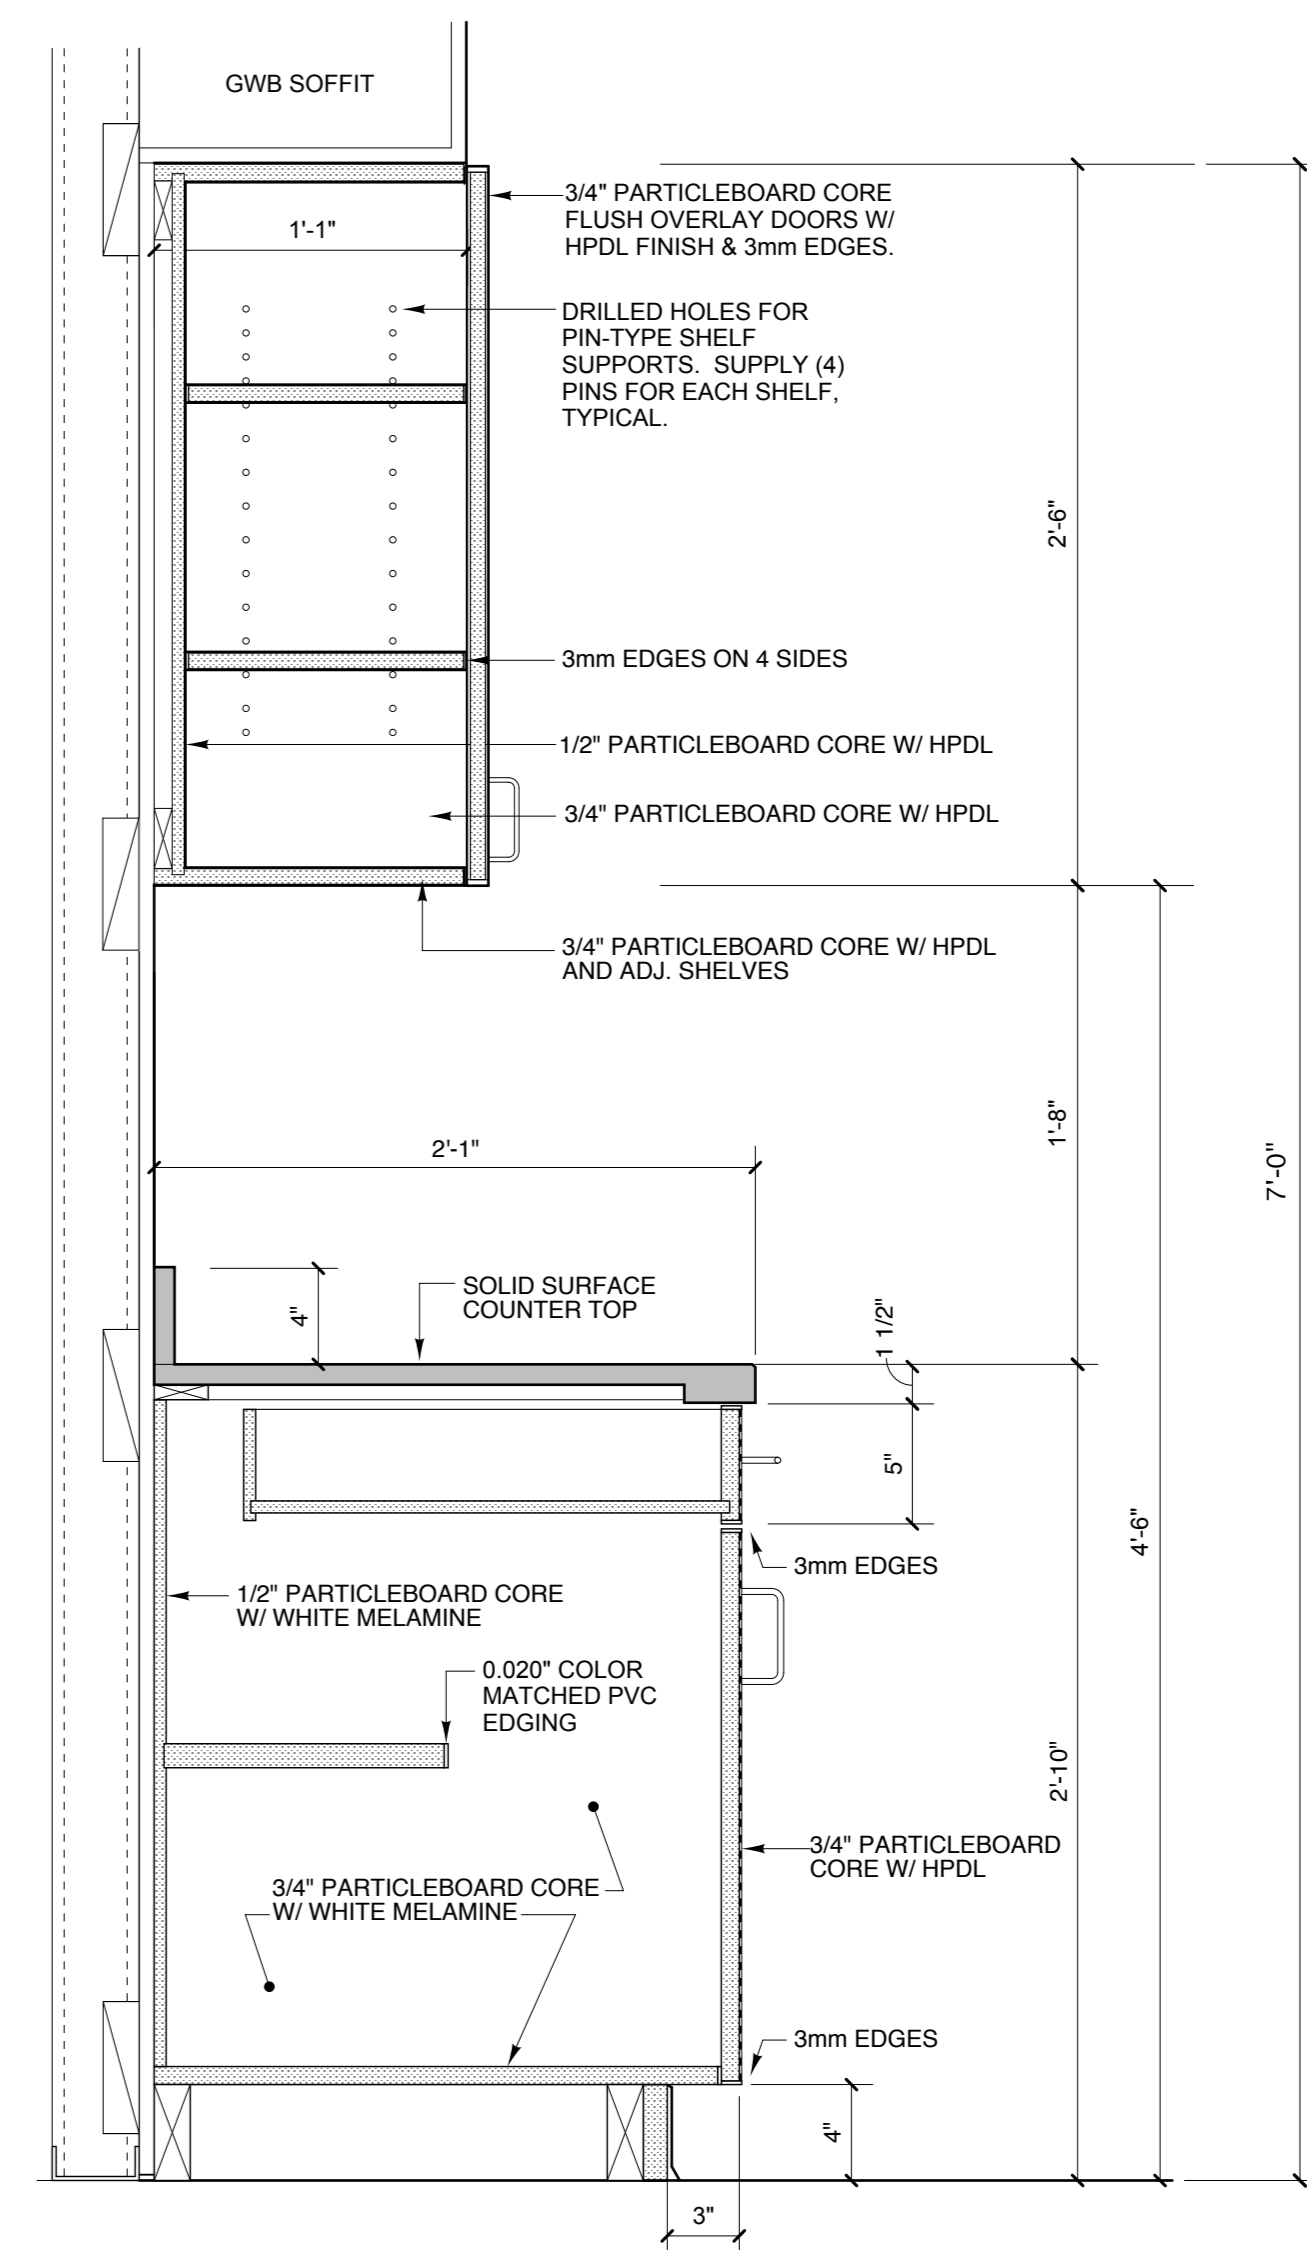 GWB SOFFIT
3/4" PARTICLEBOARD CORE
FLUSH OVERLAY DOORS W/
HPDL FINISH & 3mm EDGES.
1'-1"
DRILLED HOLES FOR
PIN-TYPE SHELF
SUPPORTS. SUPPLY (4)
PINS FOR EACH SHELF,
TYPICAL.
2'-6"
3mm EDGES ON 4 SIDES
1/2" PARTICLEBOARD CORE W/ HPDL
3/4" PARTICLEBOARD CORE W/ HPDL
3/4" PARTICLEBOARD CORE W/ HPDL
AND ADJ. SHELVES
1'-8"
2'-1"
7'-0"
SOLID SURFACE
COUNTER TOP
4"
1 1/2"
5"
4'-6"
3mm EDGES
1/2" PARTICLEBOARD CORE
W/ WHITE MELAMINE
0.020" COLOR
MATCHED PVC
EDGING
2'-10"
3/4" PARTICLEBOARD
CORE W/ HPDL
3/4" PARTICLEBOARD CORE
W/ WHITE MELAMINE
3mm EDGES
4"
3"